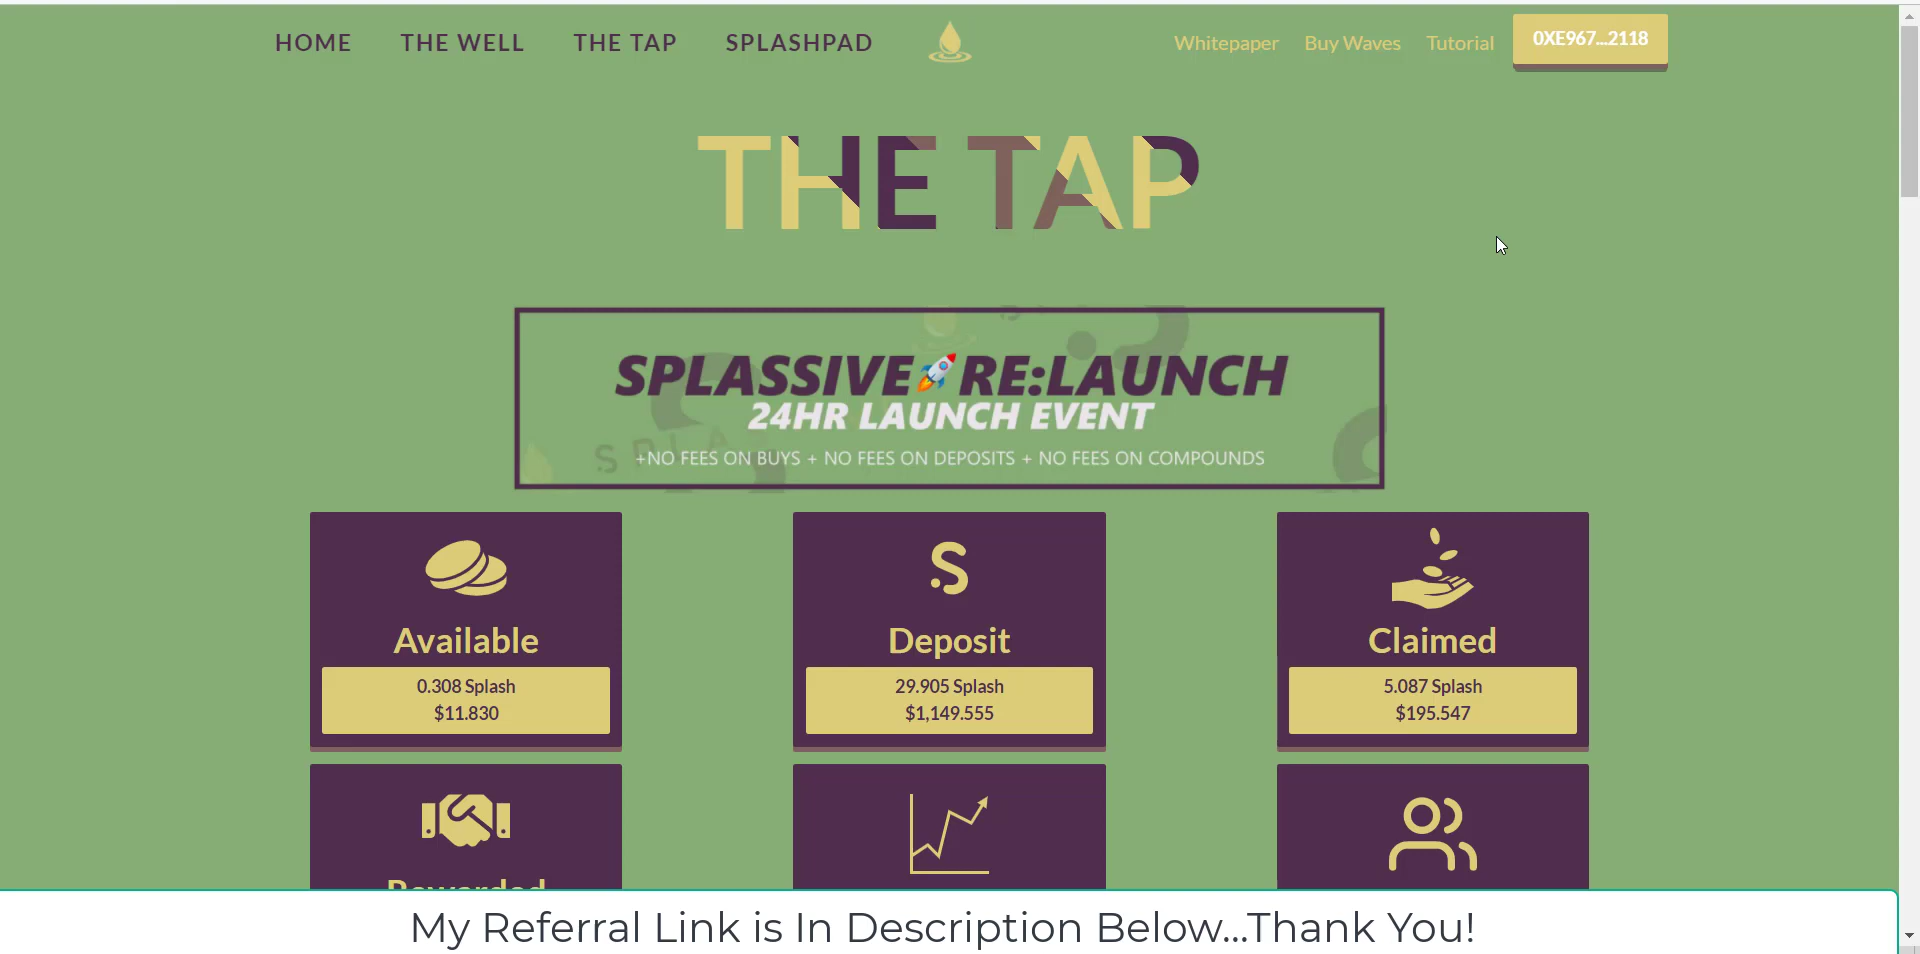 HOME THE WELL THE TAP SPLASHPAD Whitepaper Buy Waves Tutorial 0XE967...2118
THE TAP
SPLASSIVE🚀RE:LAUNCH
24HR LAUNCH EVENT
+NO FEES ON BUYS + NO FEES ON DEPOSITS + NO FEES ON COMPOUNDS
Available
0.308 Splash
$11.830
Deposit
29.905 Splash
$1,149.555
Claimed
5.087 Splash
$195.547
Rewarded
My Referral Link is In Description Below...Thank You!